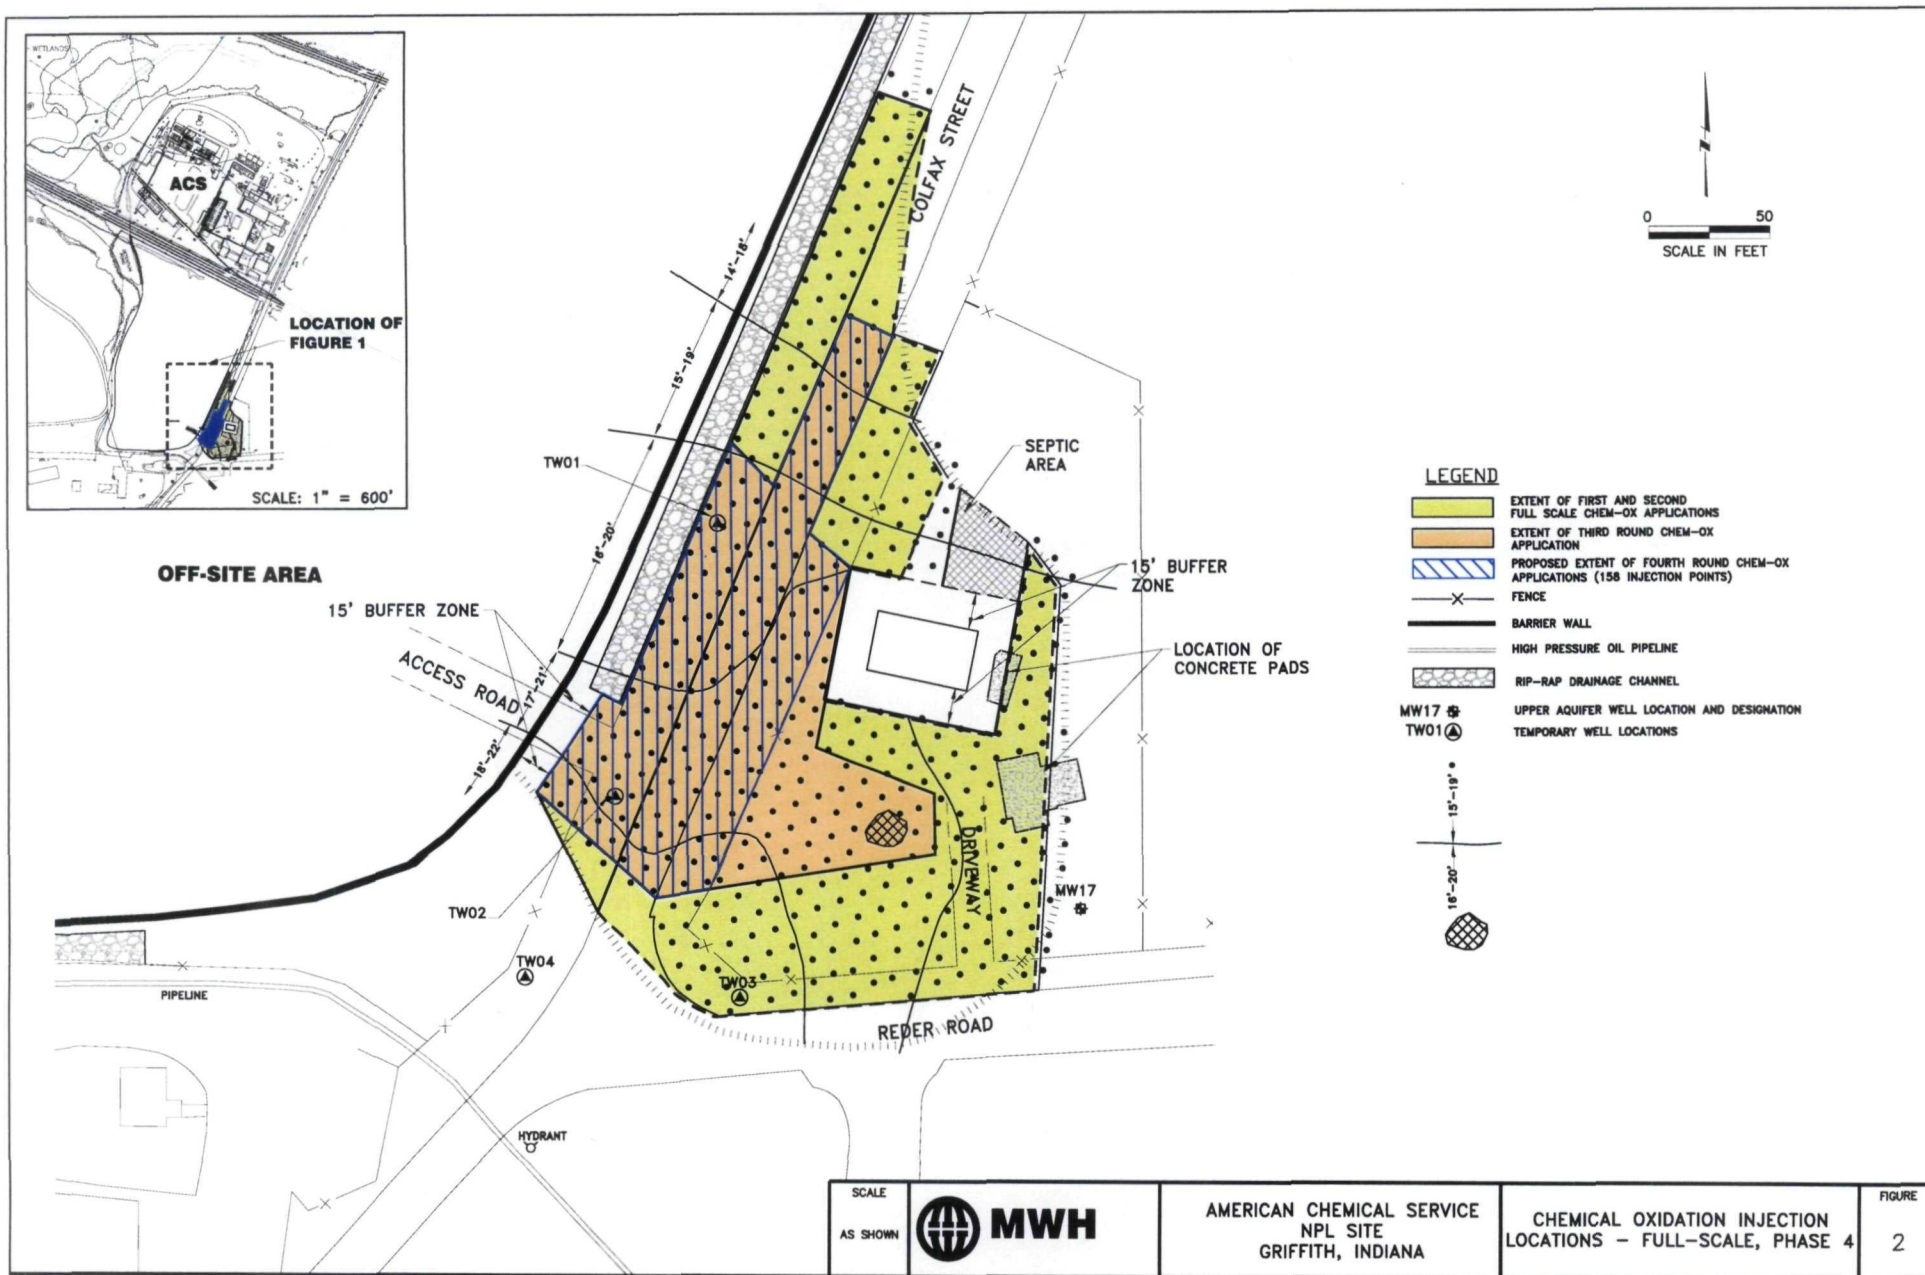 WETLANDS
ACS
LOCATION OF
FIGURE 1
SCALE: 1" = 600'
OFF-SITE AREA
COLFAX STREET
0 50
SCALE IN FEET
14'-18'
15'-19'
16'-20'
17'-21'
18'-22'
TW01
SEPTIC
AREA
15' BUFFER
ZONE
15' BUFFER ZONE
ACCESS ROAD
LOCATION OF
CONCRETE PADS
DRIVEWAY
MW17
TW02
TW04
TW03
PIPELINE
REDER ROAD
HYDRANT
LEGEND
EXTENT OF FIRST AND SECOND
FULL SCALE CHEM-OX APPLICATIONS
EXTENT OF THIRD ROUND CHEM-OX
APPLICATION
PROPOSED EXTENT OF FOURTH ROUND CHEM-OX
APPLICATIONS (158 INJECTION POINTS)
FENCE
BARRIER WALL
HIGH PRESSURE OIL PIPELINE
RIP-RAP DRAINAGE CHANNEL
MW17 UPPER AQUIFER WELL LOCATION AND DESIGNATION
TW01 TEMPORARY WELL LOCATIONS
15'-19'
16'-20'
SCALE
AS SHOWN
MWH
AMERICAN CHEMICAL SERVICE
NPL SITE
GRIFFITH, INDIANA
CHEMICAL OXIDATION INJECTION
LOCATIONS - FULL-SCALE, PHASE 4
FIGURE
2